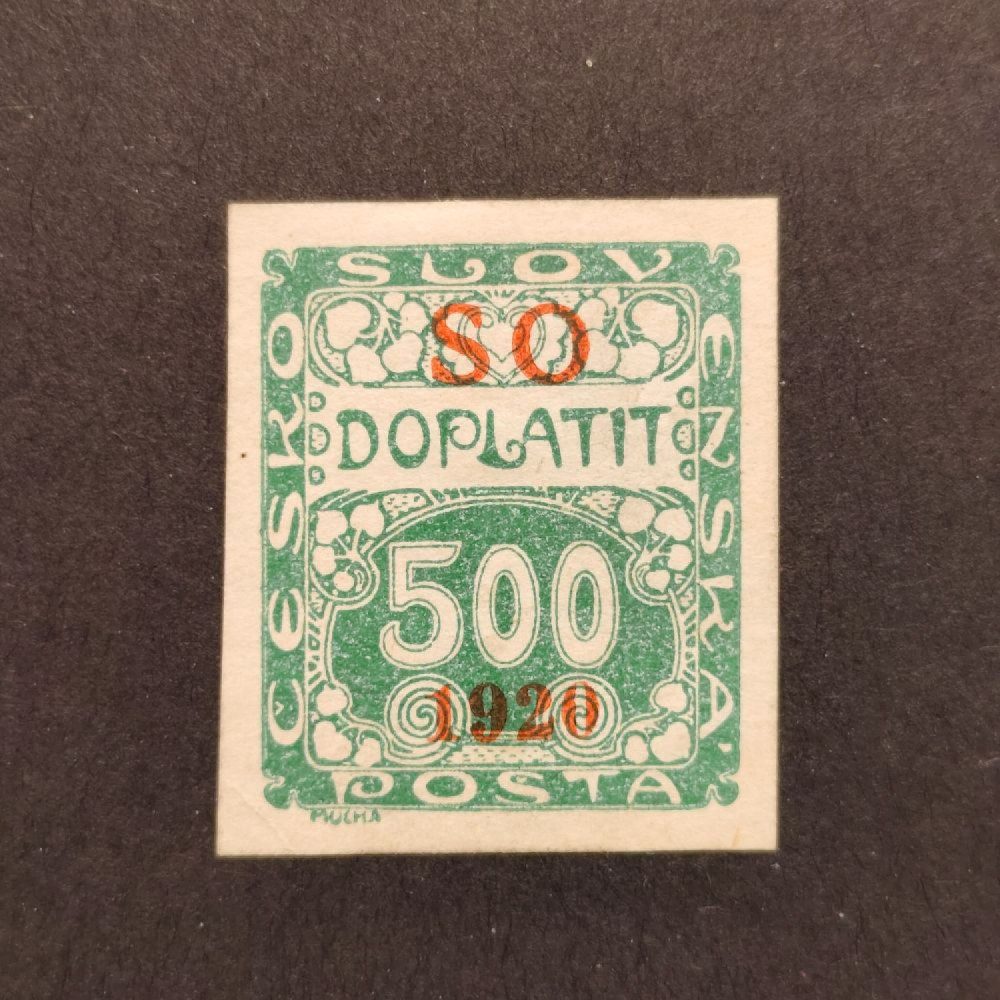 ČESKO
SLOV
ENSKÁ
SO
DOPLATIT
500
1920
POŠTA
MUCHA